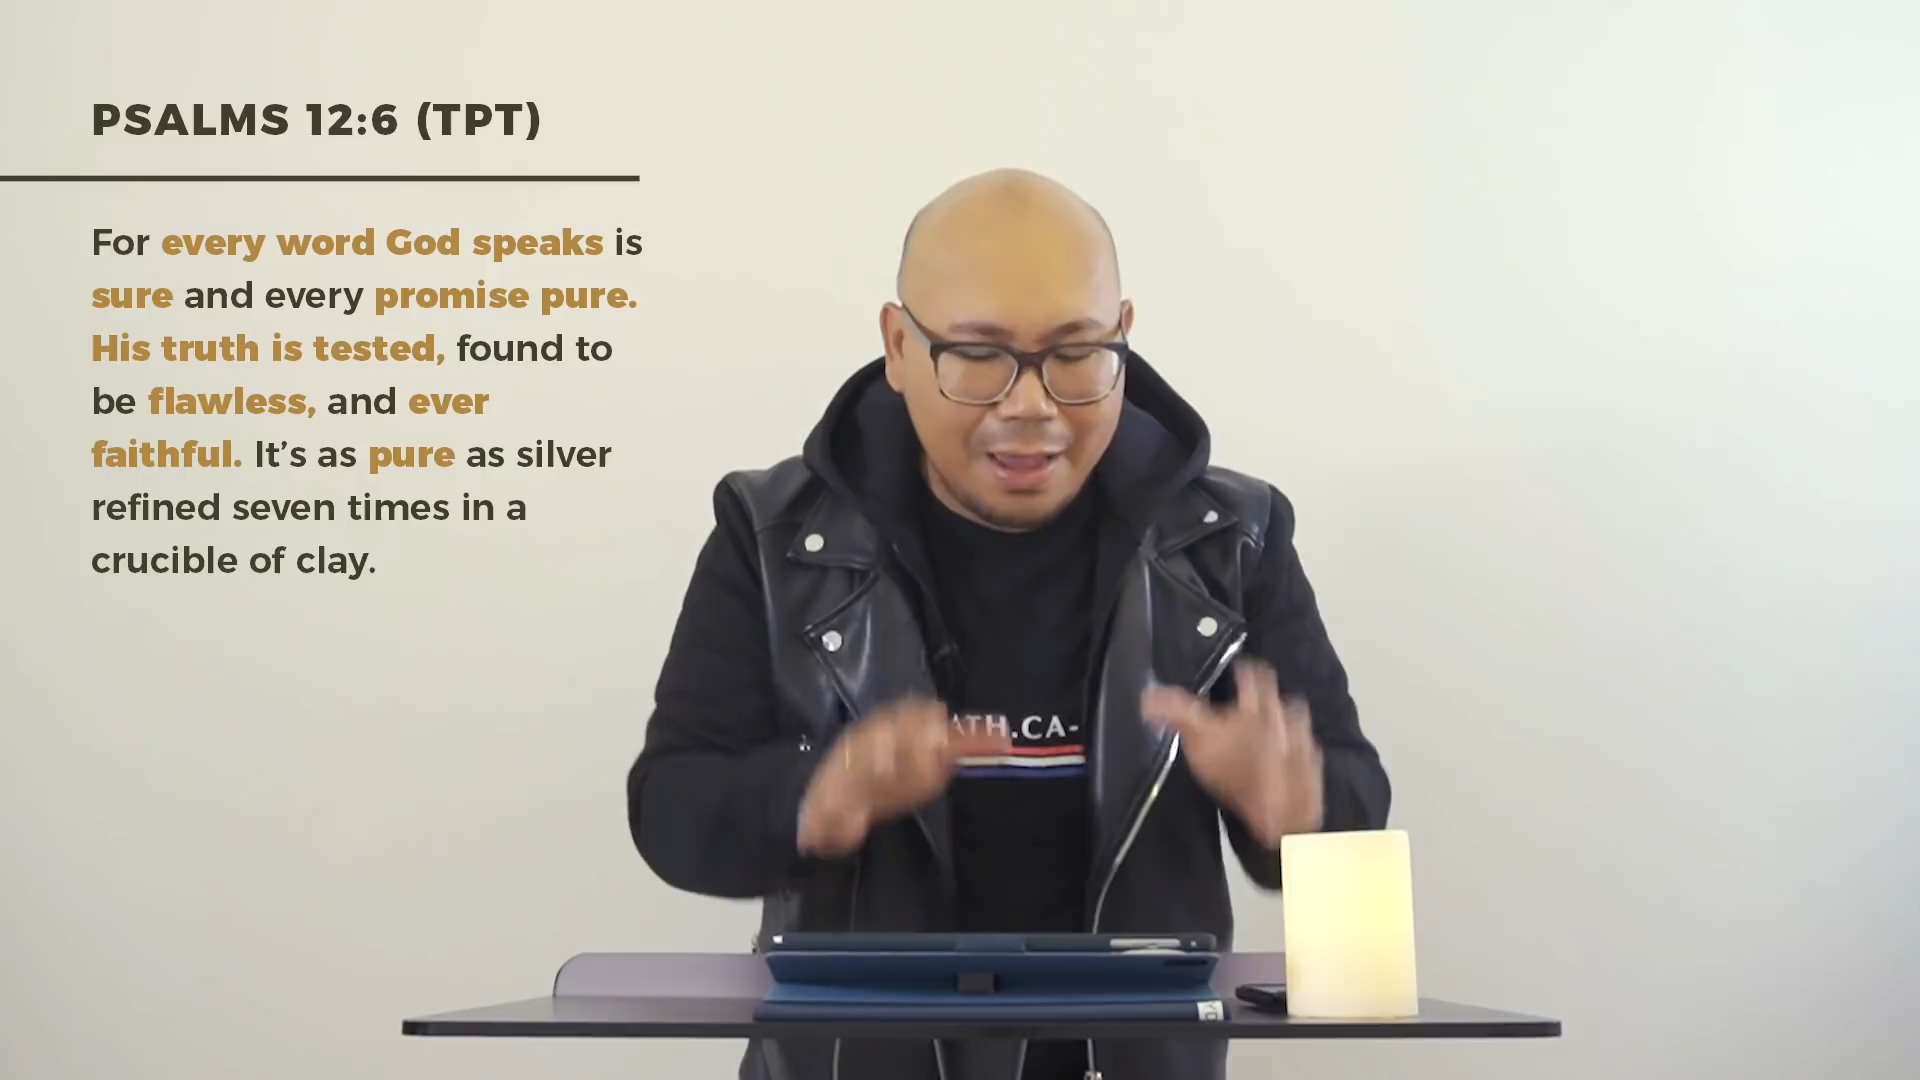 PSALMS 12:6 (TPT)
For every word God speaks is
sure and every promise pure.
His truth is tested, found to
be flawless, and ever
faithful. It’s as pure as silver
refined seven times in a
crucible of clay.
ATH.CA-